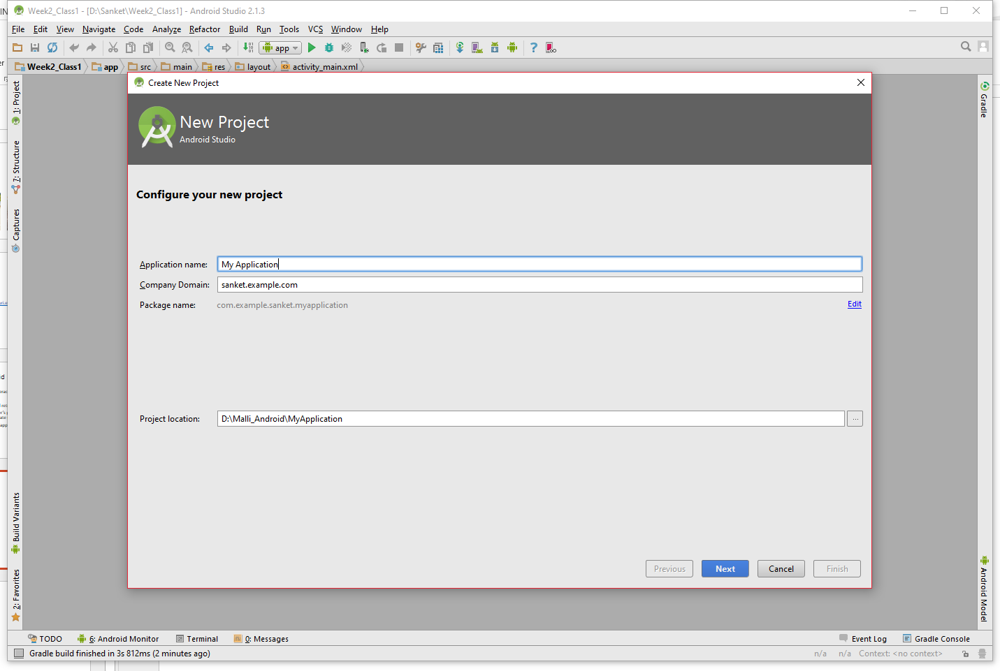 Week2_Class1 - [D:\Sanket\Week2_Class1] - Android Studio 2.1.3
File Edit View Navigate Code Analyze Refactor Build Run Tools VCS Window Help
app
Week2_Class1 app src main res layout activity_main.xml
Create New Project
New Project
Android Studio
Configure your new project
Application name: My Application
Company Domain: sanket.example.com
Package name: com.example.sanket.myapplication Edit
Project location: D:\Malli_Android\MyApplication ...
Previous Next Cancel Finish
1: Project
7: Structure
Captures
Build Variants
2: Favorites
Gradle
Android Model
TODO 6: Android Monitor Terminal 0: Messages Event Log Gradle Console
Gradle build finished in 3s 812ms (2 minutes ago) n/a n/a Context: <no context>